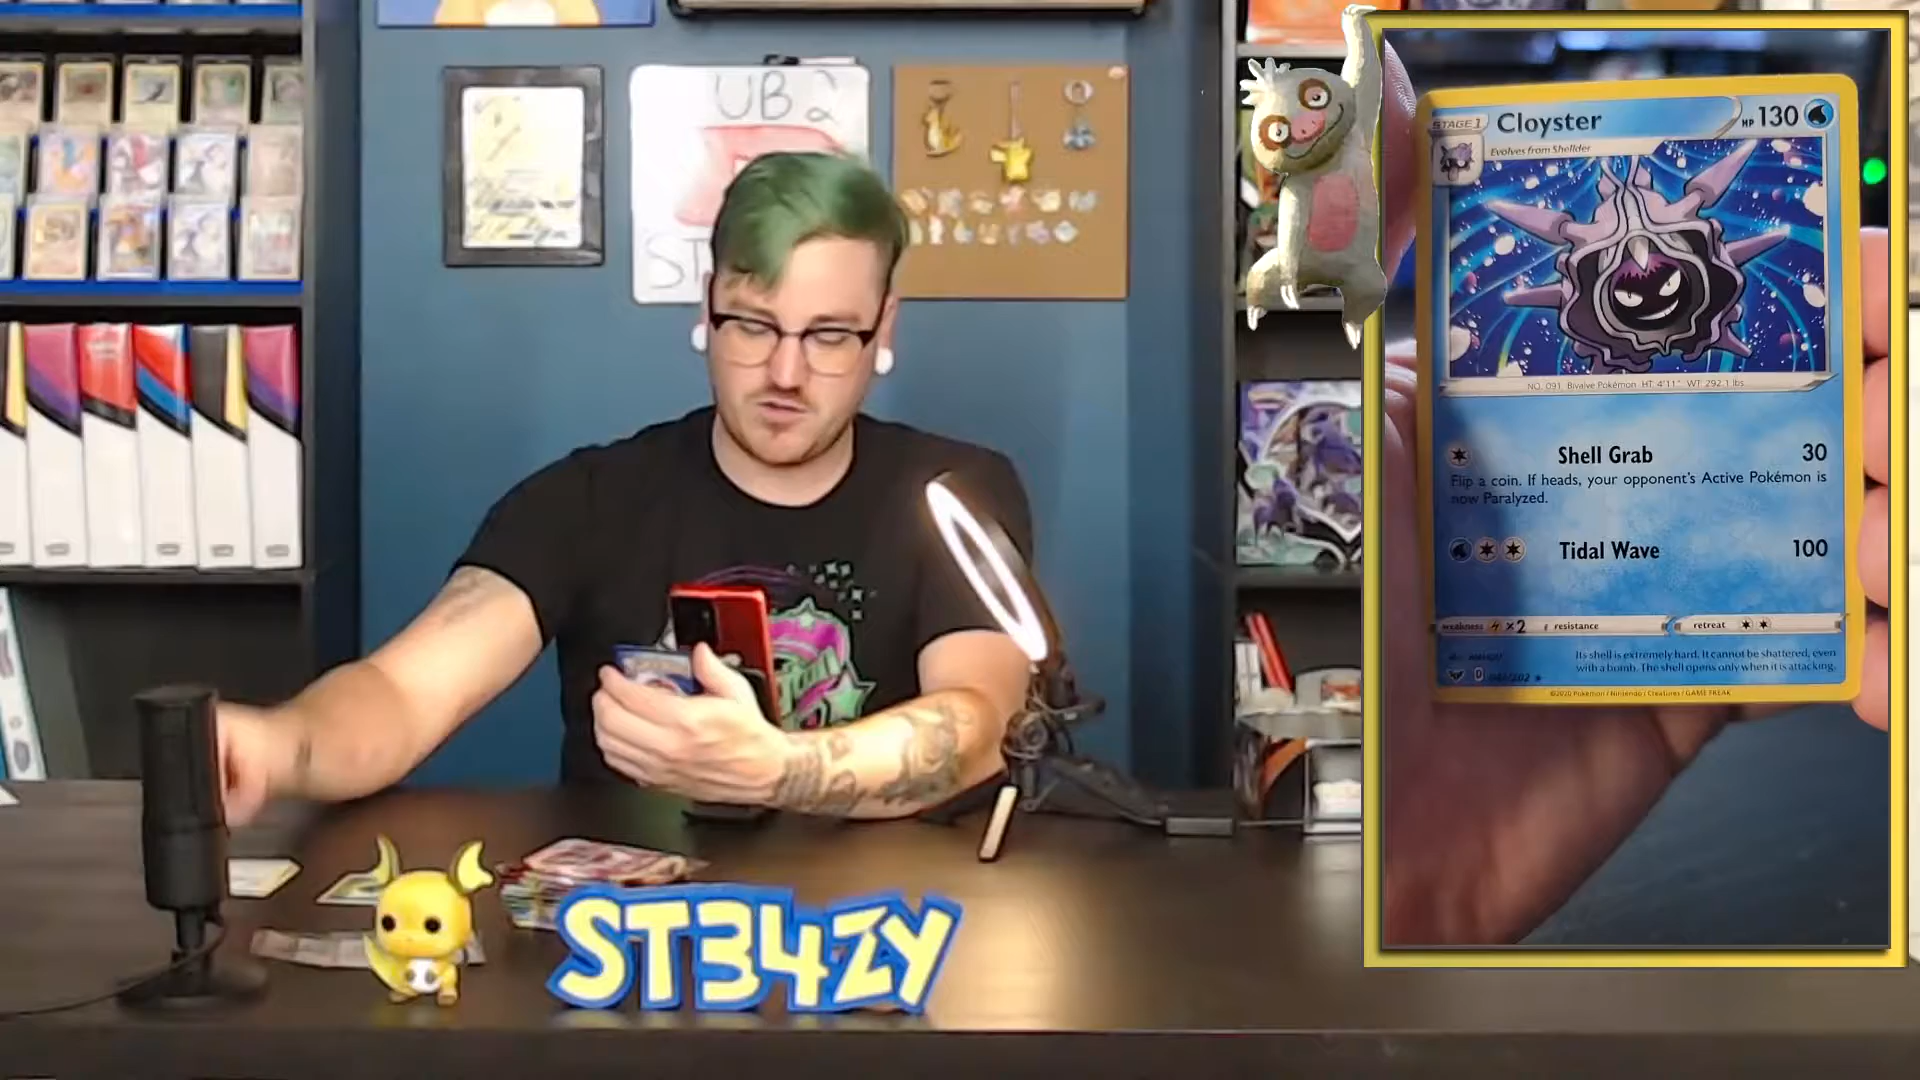 UB 2
ST
ST34ZY
STAGE 1
Cloyster
HP 130
Evolves from Shellder
NO. 091 Bivalve Pokémon HT: 4'11" WT: 292.1 lbs.
Shell Grab 30
Flip a coin. If heads, your opponent's Active Pokémon is
now Paralyzed.
Tidal Wave 100
weakness ×2 resistance retreat
Its shell is extremely hard. It cannot be shattered, even
with a bomb. The shell opens only when it is attacking.
©2020 Pokémon / Nintendo / Creatures / GAME FREAK